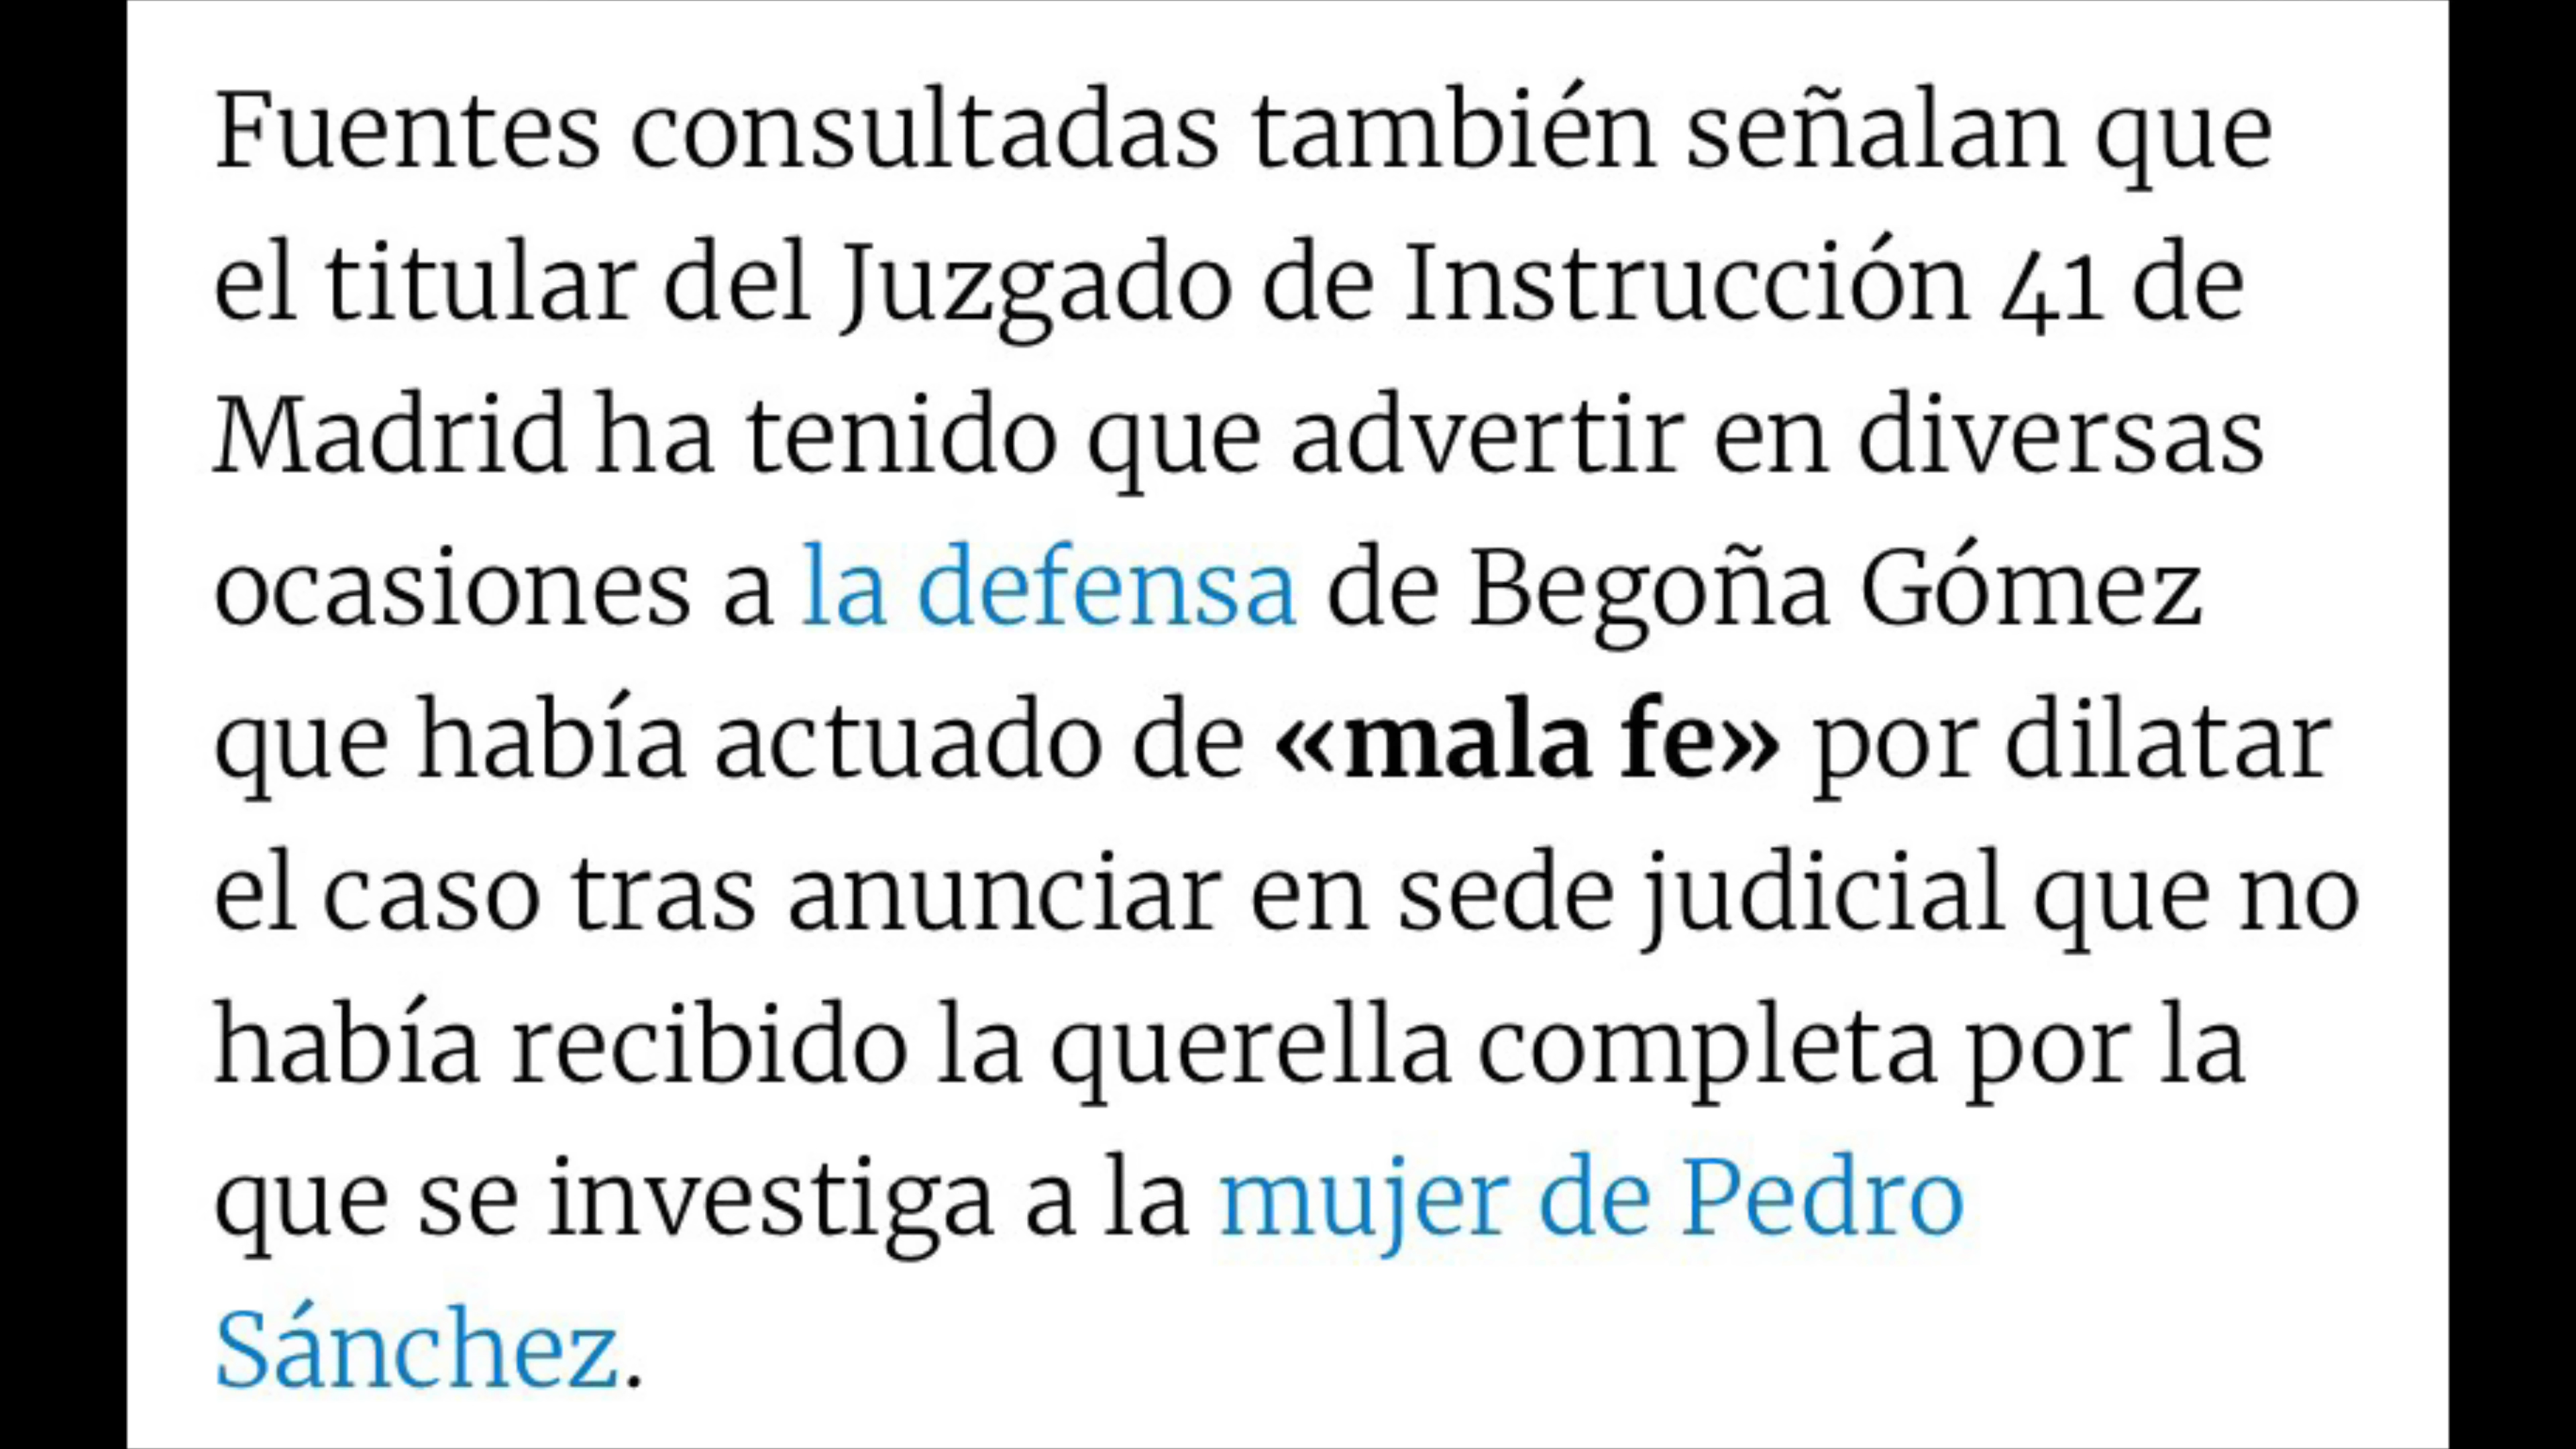 Fuentes consultadas también señalan que
el titular del Juzgado de Instrucción 41 de
Madrid ha tenido que advertir en diversas
ocasiones a la defensa de Begoña Gómez
que había actuado de «mala fe» por dilatar
el caso tras anunciar en sede judicial que no
había recibido la querella completa por la
que se investiga a la mujer de Pedro
Sánchez.